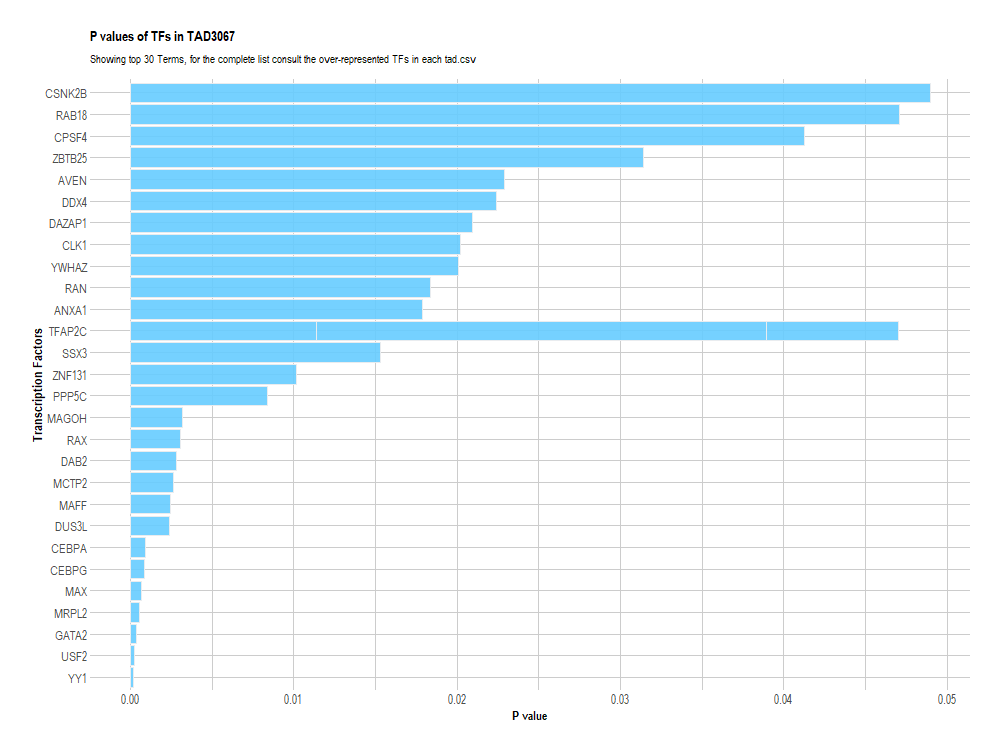 P values of TFs in TAD3067
Showing top 30 Terms, for the complete list consult the over-represented TFs in each tad.csv
Transcription Factors
CSNK2B
RAB18
CPSF4
ZBTB25
AVEN
DDX4
DAZAP1
CLK1
YWHAZ
RAN
ANXA1
TFAP2C
SSX3
ZNF131
PPP5C
MAGOH
RAX
DAB2
MCTP2
MAFF
DUS3L
CEBPA
CEBPG
MAX
MRPL2
GATA2
USF2
YY1
0.00 0.01 0.02 0.03 0.04 0.05
P value